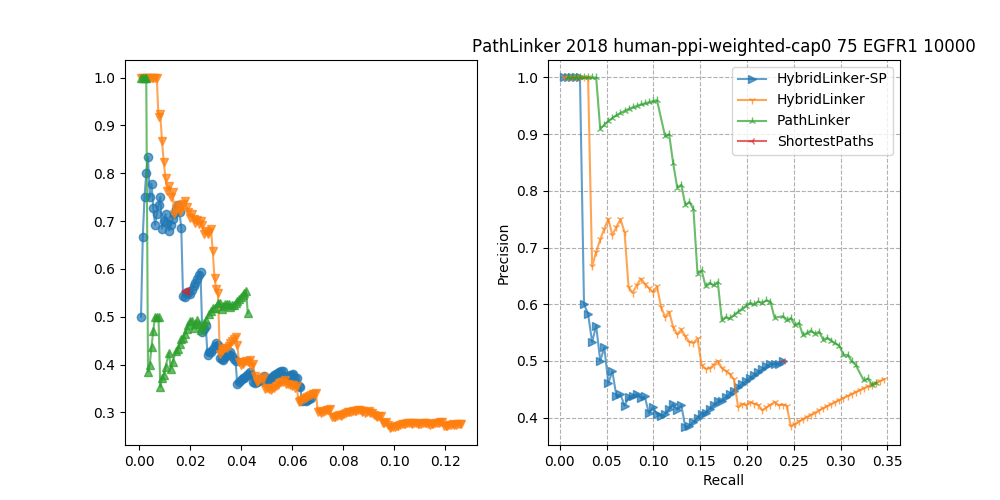 PathLinker 2018 human-ppi-weighted-cap0 75 EGFR1 10000
1.0
0.9
0.8
0.7
0.6
0.5
0.4
0.3
0.00 0.02 0.04 0.06 0.08 0.10 0.12
Precision
1.0
0.9
0.8
0.7
0.6
0.5
0.4
0.00 0.05 0.10 0.15 0.20 0.25 0.30 0.35
Recall
HybridLinker-SP
HybridLinker
PathLinker
ShortestPaths